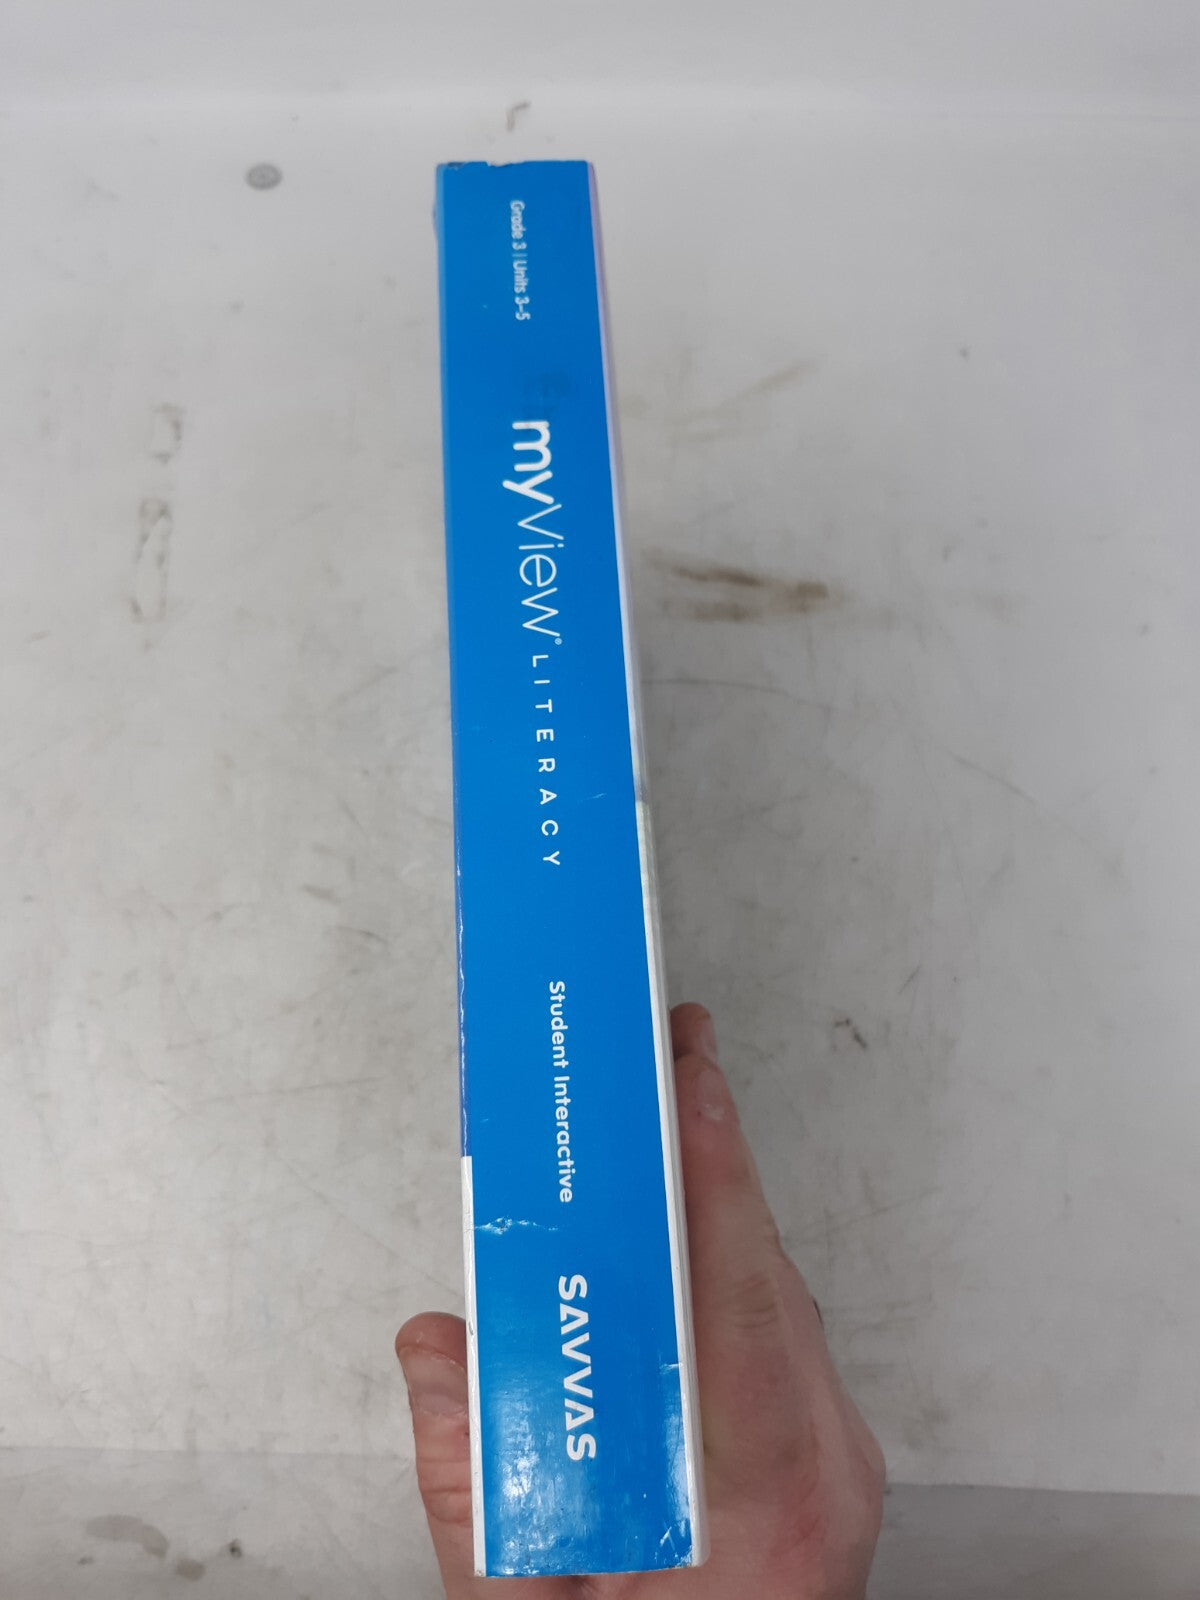 Grade 3 | Units 3–5
myView® LITERACY
Student Interactive
SAVVAS